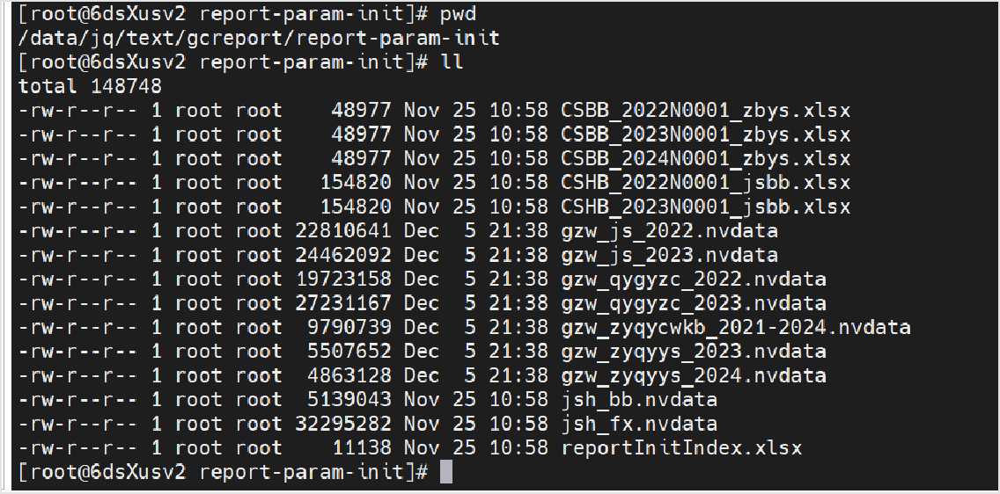 [root@6dsXusv2 report-param-init]# pwd
/data/jq/text/gcreport/report-param-init
[root@6dsXusv2 report-param-init]# ll
total 148748
-rw-r--r-- 1 root root    48977 Nov 25 10:58 CSBB_2022N0001_zbys.xlsx
-rw-r--r-- 1 root root    48977 Nov 25 10:58 CSBB_2023N0001_zbys.xlsx
-rw-r--r-- 1 root root    48977 Nov 25 10:58 CSBB_2024N0001_zbys.xlsx
-rw-r--r-- 1 root root   154820 Nov 25 10:58 CSHB_2022N0001_jsbb.xlsx
-rw-r--r-- 1 root root   154820 Nov 25 10:58 CSHB_2023N0001_jsbb.xlsx
-rw-r--r-- 1 root root 22810641 Dec  5 21:38 gzw_js_2022.nvdata
-rw-r--r-- 1 root root 24462092 Dec  5 21:38 gzw_js_2023.nvdata
-rw-r--r-- 1 root root 19723158 Dec  5 21:38 gzw_qygyzc_2022.nvdata
-rw-r--r-- 1 root root 27231167 Dec  5 21:38 gzw_qygyzc_2023.nvdata
-rw-r--r-- 1 root root  9790739 Dec  5 21:38 gzw_zyqycwkb_2021-2024.nvdata
-rw-r--r-- 1 root root  5507652 Dec  5 21:38 gzw_zyqyys_2023.nvdata
-rw-r--r-- 1 root root  4863128 Dec  5 21:38 gzw_zyqyys_2024.nvdata
-rw-r--r-- 1 root root  5139043 Nov 25 10:58 jsh_bb.nvdata
-rw-r--r-- 1 root root 32295282 Nov 25 10:58 jsh_fx.nvdata
-rw-r--r-- 1 root root    11138 Nov 25 10:58 reportInitIndex.xlsx
[root@6dsXusv2 report-param-init]#